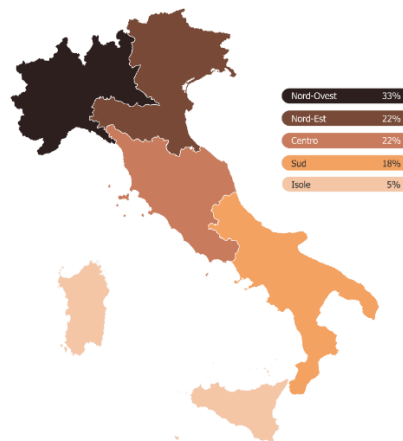 Nord-Ovest 33%
Nord-Est 22%
Centro 22%
Sud 18%
Isole 5%